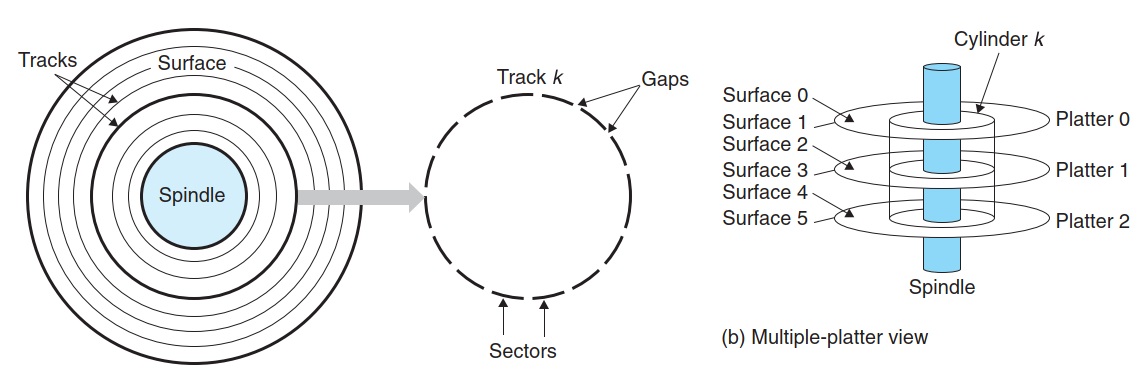 Tracks
Surface
Spindle
Track k
Gaps
Sectors
Cylinder k
Surface 0
Surface 1
Surface 2
Surface 3
Surface 4
Surface 5
Platter 0
Platter 1
Platter 2
Spindle
(b) Multiple-platter view